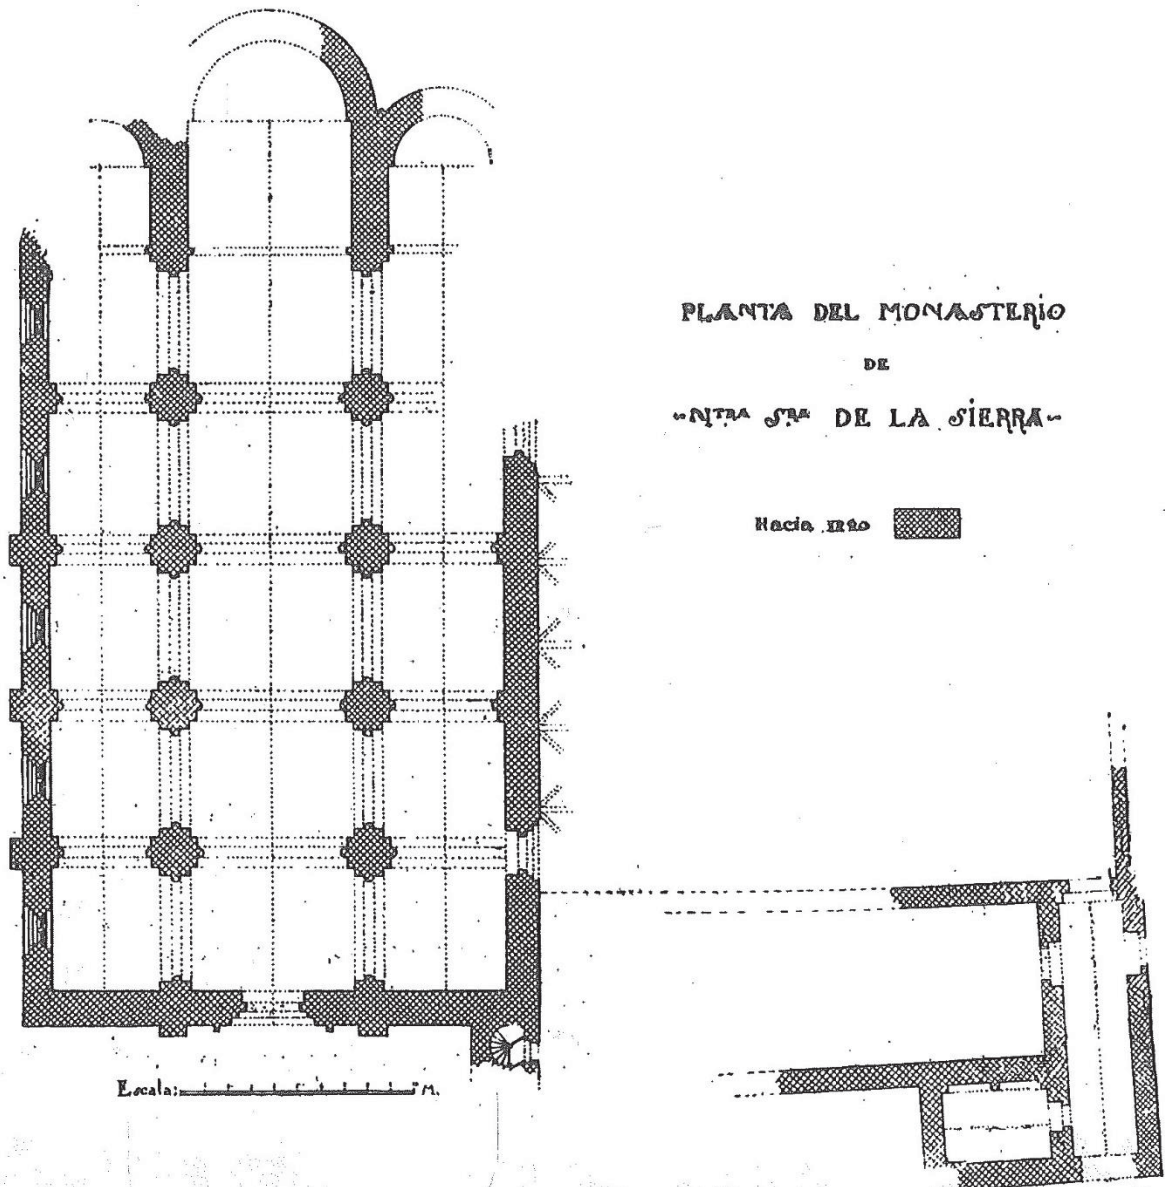 PLANTA DEL MONASTERIO
DE
~NTRA SRA DE LA SIERRA~
Hacia
Escala: M.